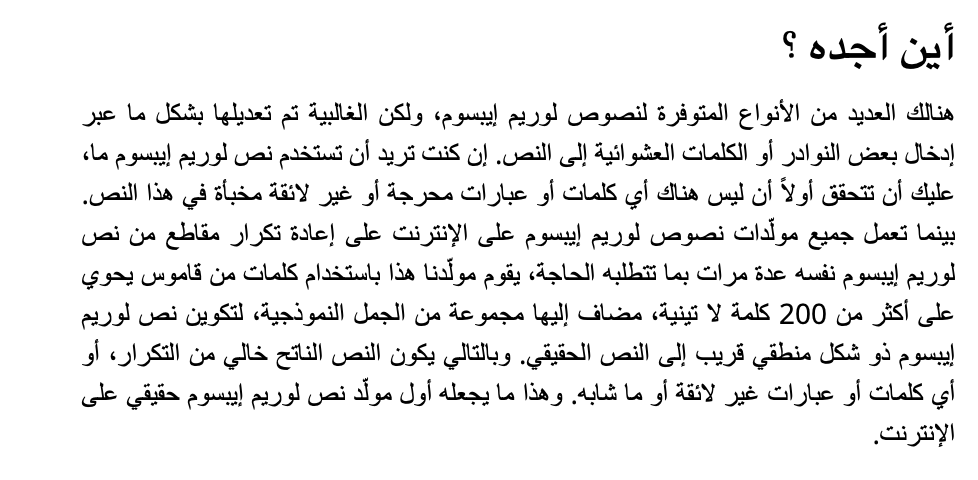 أين أجده ؟
هنالك العديد من الأنواع المتوفرة لنصوص لوريم إيبسوم، ولكن الغالبية تم تعديلها بشكل ما عبر
إدخال بعض النوادر أو الكلمات العشوائية إلى النص. إن كنت تريد أن تستخدم نص لوريم إيبسوم ما،
عليك أن تتحقق أولاً أن ليس هناك أي كلمات أو عبارات محرجة أو غير لائقة مخبأة في هذا النص.
بينما تعمل جميع مولّدات نصوص لوريم إيبسوم على الإنترنت على إعادة تكرار مقاطع من نص
لوريم إيبسوم نفسه عدة مرات بما تتطلبه الحاجة، يقوم مولّدنا هذا باستخدام كلمات من قاموس يحوي
على أكثر من 200 كلمة لا تينية، مضاف إليها مجموعة من الجمل النموذجية، لتكوين نص لوريم
إيبسوم ذو شكل منطقي قريب إلى النص الحقيقي. وبالتالي يكون النص الناتح خالي من التكرار، أو
أي كلمات أو عبارات غير لائقة أو ما شابه. وهذا ما يجعله أول مولّد نص لوريم إيبسوم حقيقي على
الإنترنت.